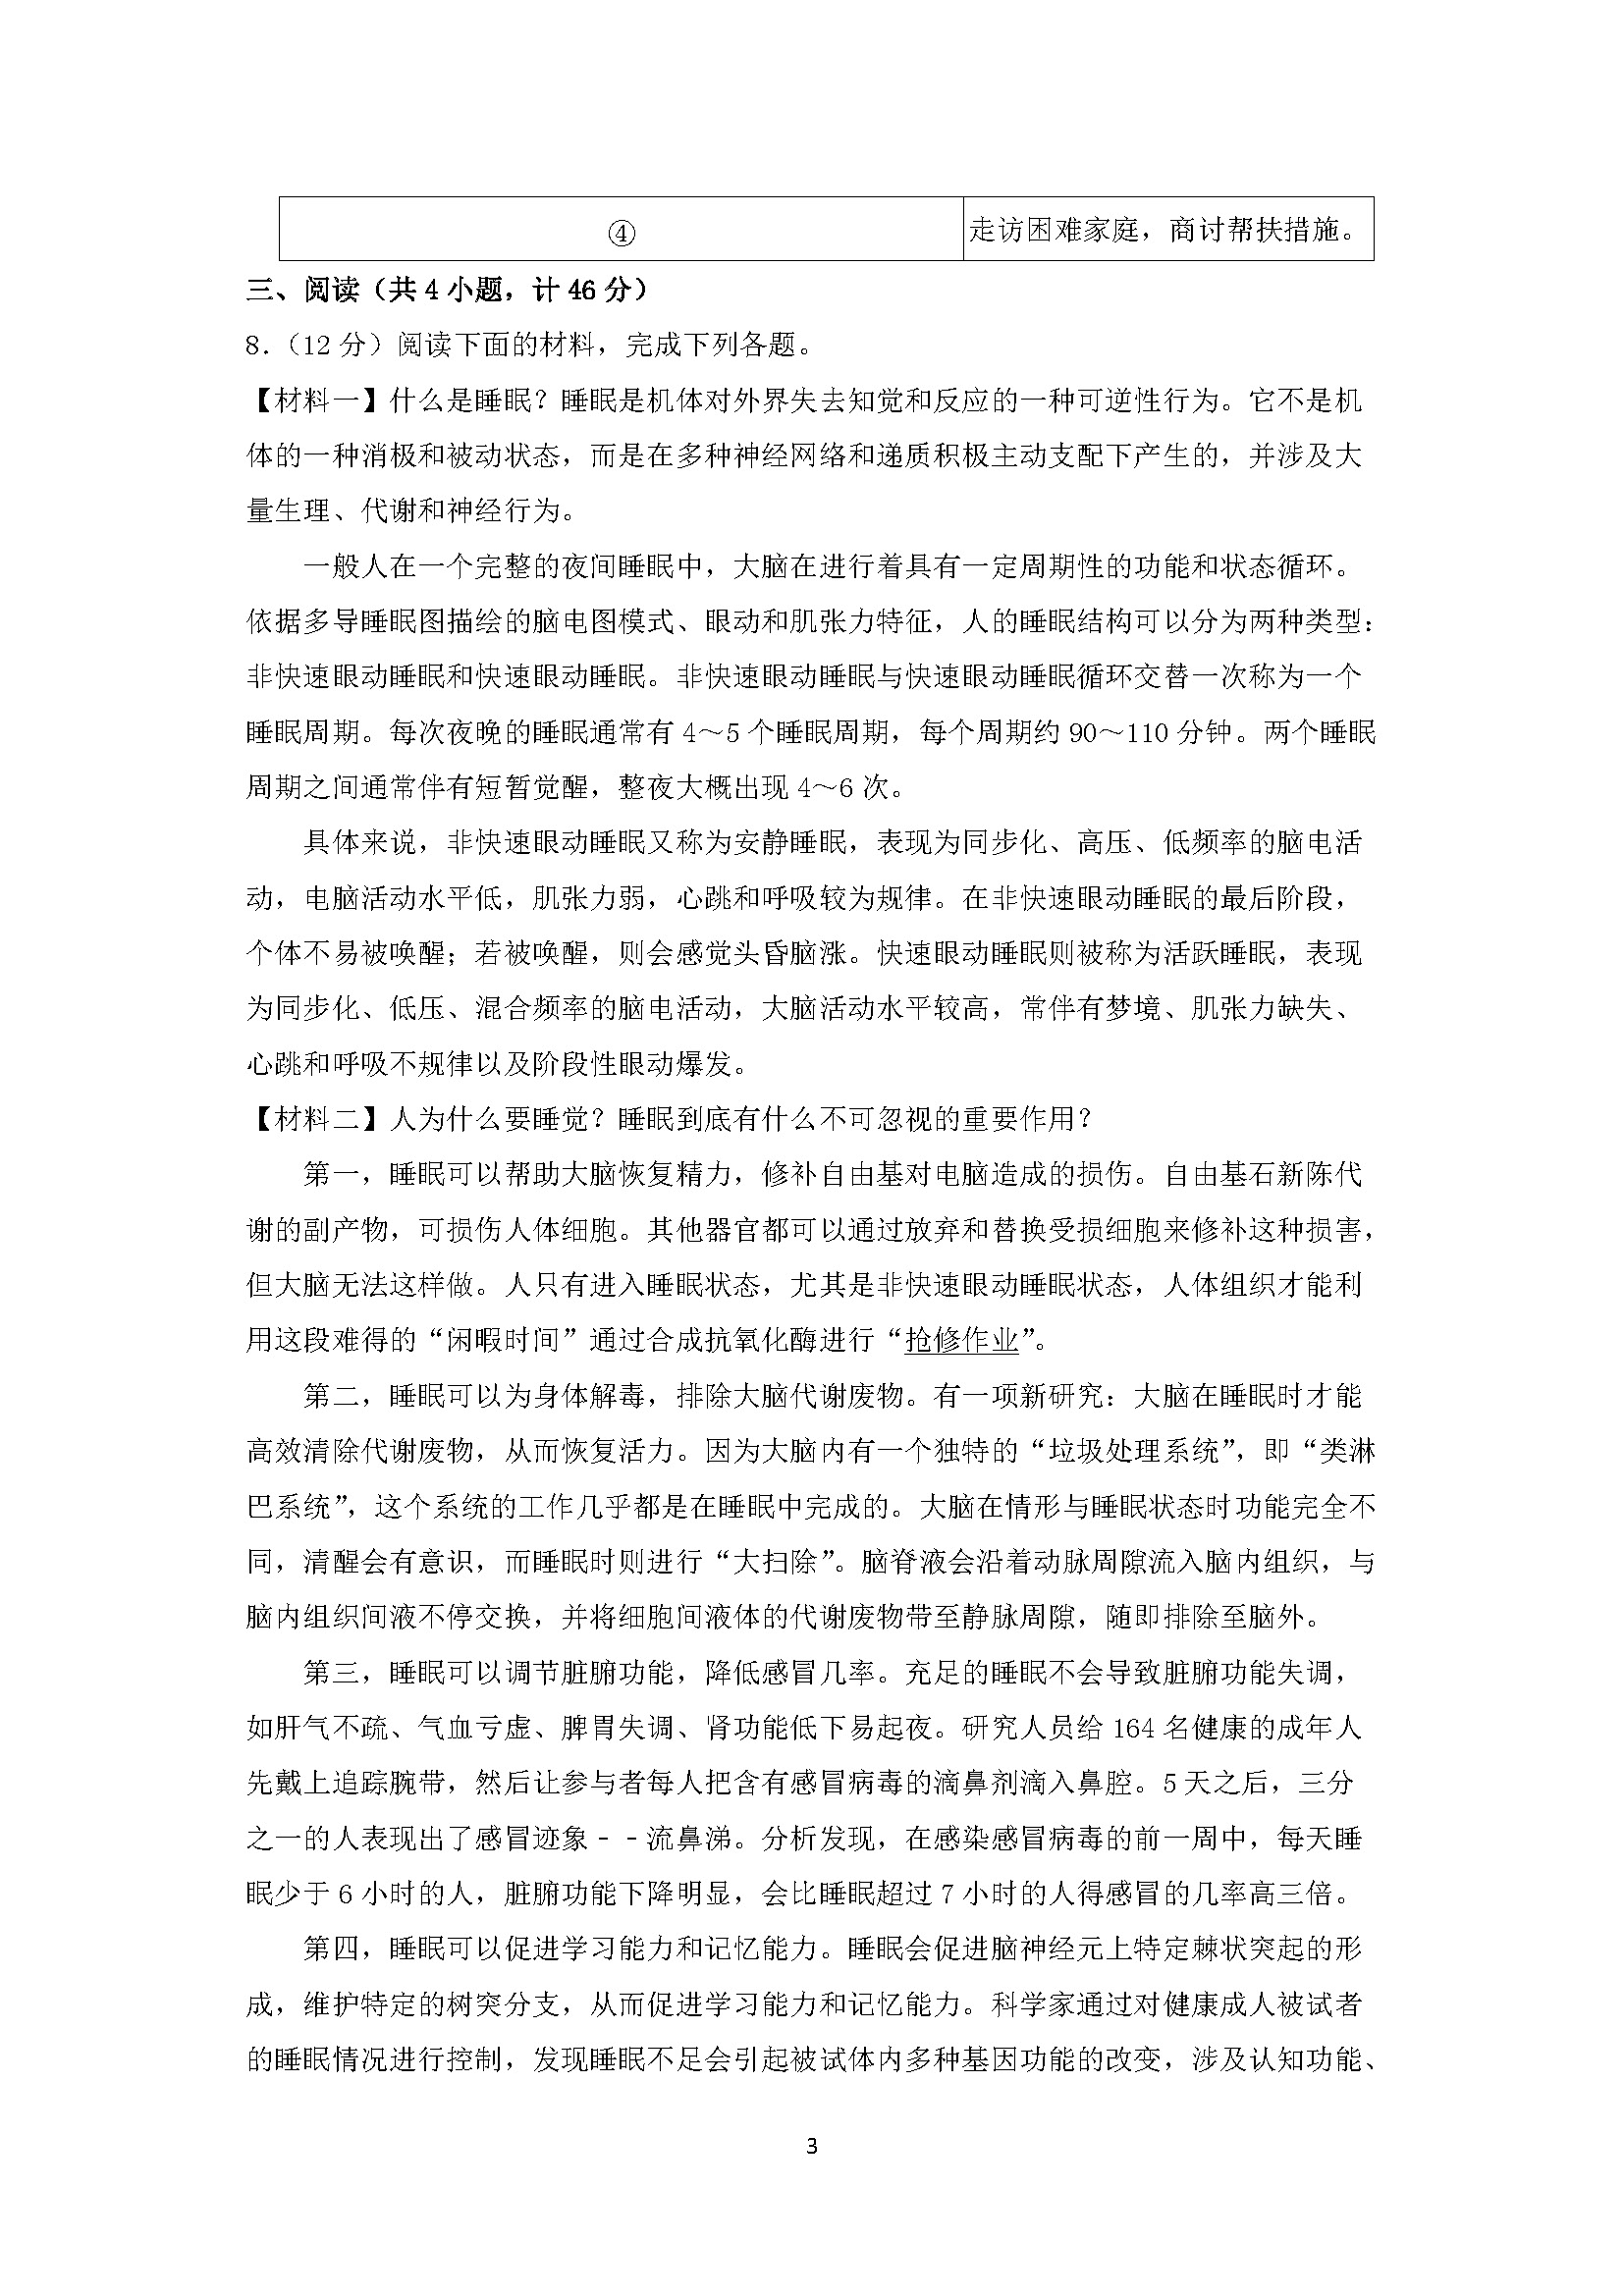 ④ 走访困难家庭，商讨帮扶措施。
三、阅读（共 4 小题，计 46 分）
8.（12 分）阅读下面的材料，完成下列各题。
【材料一】什么是睡眠？睡眠是机体对外界失去知觉和反应的一种可逆性行为。它不是机
体的一种消极和被动状态，而是在多种神经网络和递质积极主动支配下产生的，并涉及大
量生理、代谢和神经行为。
一般人在一个完整的夜间睡眠中，大脑在进行着具有一定周期性的功能和状态循环。
依据多导睡眠图描绘的脑电图模式、眼动和肌张力特征，人的睡眠结构可以分为两种类型：
非快速眼动睡眠和快速眼动睡眠。非快速眼动睡眠与快速眼动睡眠循环交替一次称为一个
睡眠周期。每次夜晚的睡眠通常有 4～5 个睡眠周期，每个周期约 90～110 分钟。两个睡眠
周期之间通常伴有短暂觉醒，整夜大概出现 4～6 次。
具体来说，非快速眼动睡眠又称为安静睡眠，表现为同步化、高压、低频率的脑电活
动，电脑活动水平低，肌张力弱，心跳和呼吸较为规律。在非快速眼动睡眠的最后阶段，
个体不易被唤醒；若被唤醒，则会感觉头昏脑涨。快速眼动睡眠则被称为活跃睡眠，表现
为同步化、低压、混合频率的脑电活动，大脑活动水平较高，常伴有梦境、肌张力缺失、
心跳和呼吸不规律以及阶段性眼动爆发。
【材料二】人为什么要睡觉？睡眠到底有什么不可忽视的重要作用？
第一，睡眠可以帮助大脑恢复精力，修补自由基对电脑造成的损伤。自由基石新陈代
谢的副产物，可损伤人体细胞。其他器官都可以通过放弃和替换受损细胞来修补这种损害，
但大脑无法这样做。人只有进入睡眠状态，尤其是非快速眼动睡眠状态，人体组织才能利
用这段难得的“闲暇时间”通过合成抗氧化酶进行“抢修作业”。
第二，睡眠可以为身体解毒，排除大脑代谢废物。有一项新研究：大脑在睡眠时才能
高效清除代谢废物，从而恢复活力。因为大脑内有一个独特的“垃圾处理系统”，即“类淋
巴系统”，这个系统的工作几乎都是在睡眠中完成的。大脑在情形与睡眠状态时功能完全不
同，清醒会有意识，而睡眠时则进行“大扫除”。脑脊液会沿着动脉周隙流入脑内组织，与
脑内组织间液不停交换，并将细胞间液体的代谢废物带至静脉周隙，随即排除至脑外。
第三，睡眠可以调节脏腑功能，降低感冒几率。充足的睡眠不会导致脏腑功能失调，
如肝气不疏、气血亏虚、脾胃失调、肾功能低下易起夜。研究人员给 164 名健康的成年人
先戴上追踪腕带，然后让参与者每人把含有感冒病毒的滴鼻剂滴入鼻腔。5 天之后，三分
之一的人表现出了感冒迹象﹣﹣流鼻涕。分析发现，在感染感冒病毒的前一周中，每天睡
眠少于 6 小时的人，脏腑功能下降明显，会比睡眠超过 7 小时的人得感冒的几率高三倍。
第四，睡眠可以促进学习能力和记忆能力。睡眠会促进脑神经元上特定棘状突起的形
成，维护特定的树突分支，从而促进学习能力和记忆能力。科学家通过对健康成人被试者
的睡眠情况进行控制，发现睡眠不足会引起被试体内多种基因功能的改变，涉及认知功能、
3